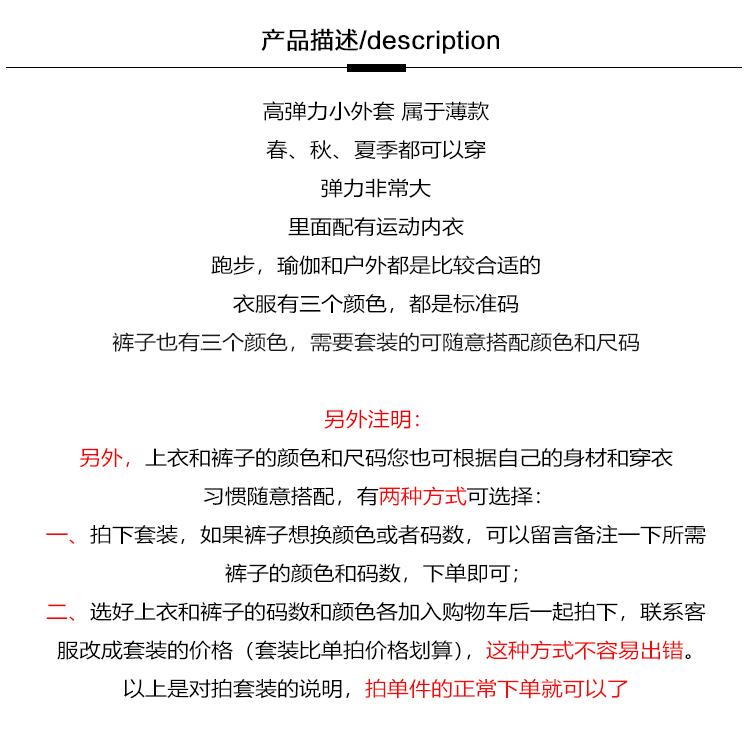 产品描述/description
高弹力小外套 属于薄款
春、秋、夏季都可以穿
弹力非常大
里面配有运动内衣
跑步，瑜伽和户外都是比较合适的
衣服有三个颜色，都是标准码
裤子也有三个颜色，需要套装的可随意搭配颜色和尺码
另外注明：
另外，上衣和裤子的颜色和尺码您也可根据自己的身材和穿衣
习惯随意搭配，有两种方式可选择：
一、拍下套装，如果裤子想换颜色或者码数，可以留言备注一下所需
裤子的颜色和码数，下单即可；
二、选好上衣和裤子的码数和颜色各加入购物车后一起拍下，联系客
服改成套装的价格（套装比单拍价格划算），这种方式不容易出错。
以上是对拍套装的说明，拍单件的正常下单就可以了